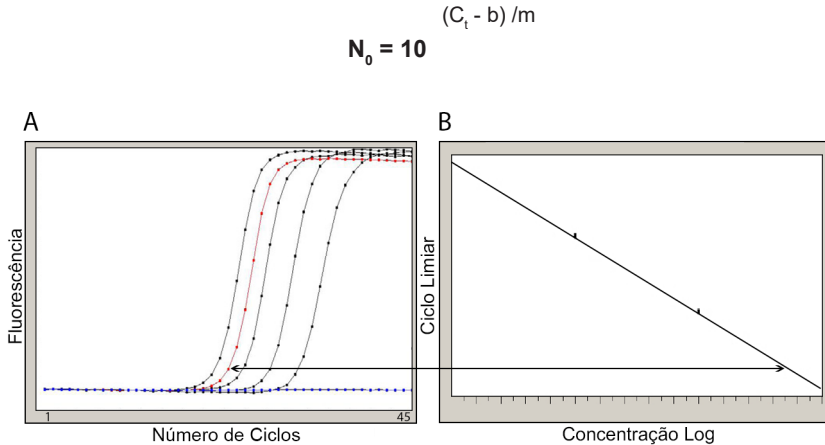 (Cₜ - b) /m
N₀ = 10
A
B
Fluorescência
Ciclo Limiar
1
45
Número de Ciclos
Concentração Log